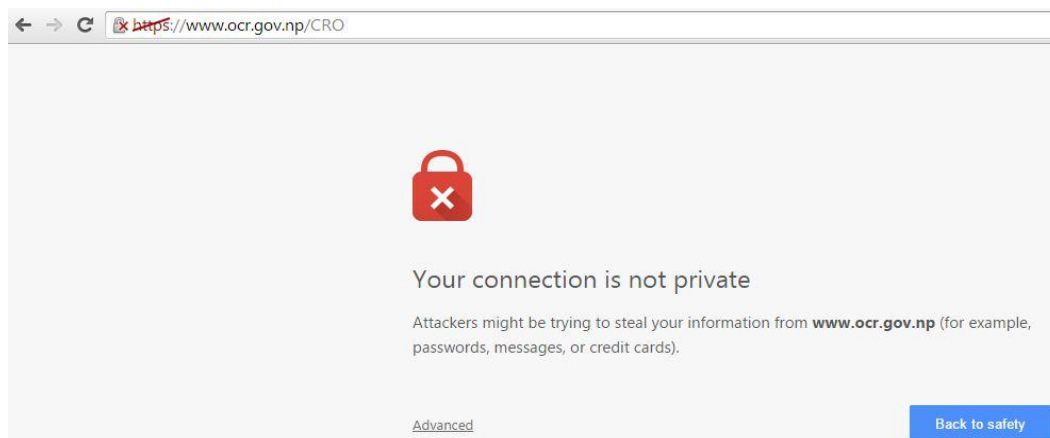 https://www.ocr.gov.np/CRO
Your connection is not private
Attackers might be trying to steal your information from www.ocr.gov.np (for example,
passwords, messages, or credit cards).
Advanced
Back to safety